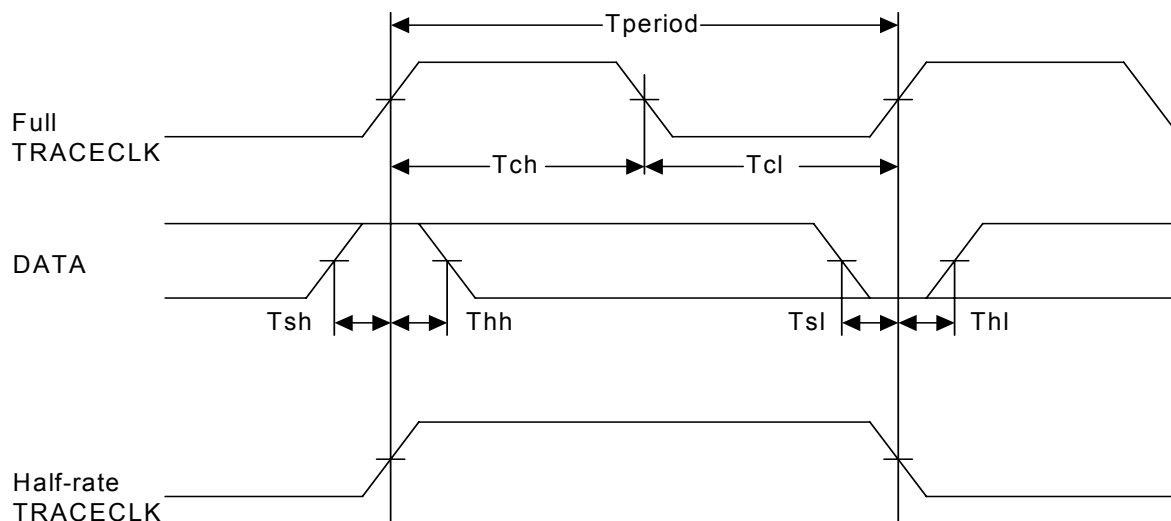 Tperiod
Full
TRACECLK
Tch
Tcl
DATA
Tsh
Thh
Tsl
Thl
Half-rate
TRACECLK